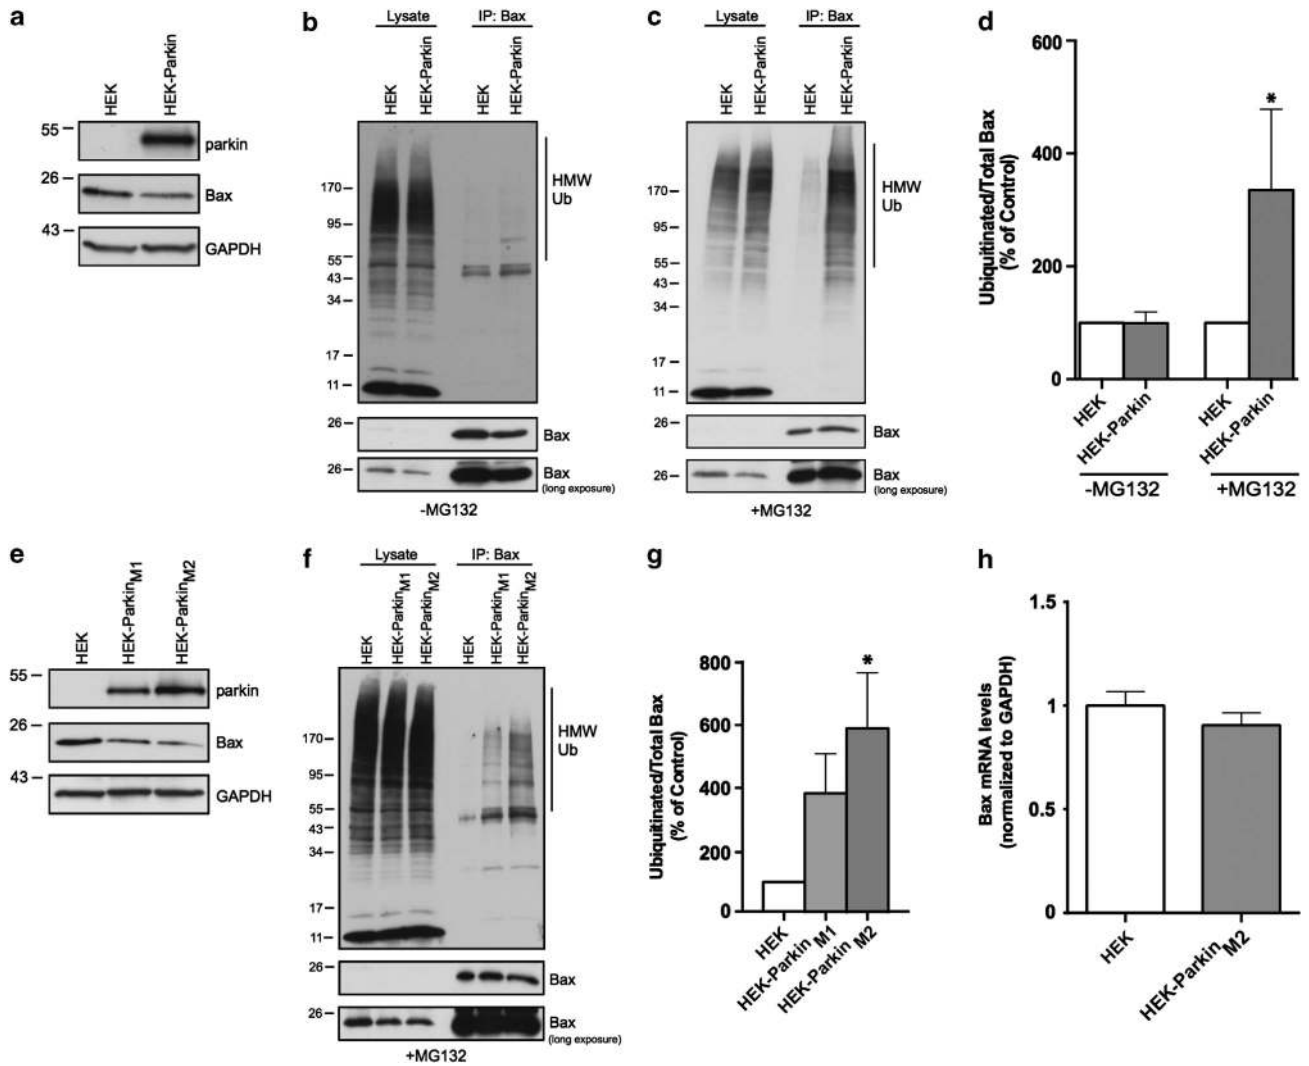 a
HEK
HEK-Parkin
55
parkin
26
Bax
43
GAPDH
b
Lysate
IP: Bax
HEK
HEK-Parkin
HEK
HEK-Parkin
HMW
Ub
170
95
55
43
34
17
11
26
Bax
26
Bax
(long exposure)
-MG132
c
Lysate
IP: Bax
HEK
HEK-Parkin
HEK
HEK-Parkin
HMW
Ub
170
95
55
43
34
17
11
26
Bax
26
Bax
(long exposure)
+MG132
d
Ubiquitinated/Total Bax
(% of Control)
600
400
200
0
*
HEK
HEK-Parkin
HEK
HEK-Parkin
-MG132
+MG132
e
HEK
HEK-ParkinM1
HEK-ParkinM2
55
parkin
26
Bax
43
GAPDH
f
Lysate
IP: Bax
HEK
HEK-ParkinM1
HEK-ParkinM2
HEK
HEK-ParkinM1
HEK-ParkinM2
HMW
Ub
170
95
55
43
34
17
11
26
Bax
26
Bax
(long exposure)
+MG132
g
Ubiquitinated/Total Bax
(% of Control)
800
600
400
200
0
*
HEK
HEK-Parkin M1
HEK-Parkin M2
h
Bax mRNA levels
(normalized to GAPDH)
1.5
1
0.5
0
HEK
HEK-Parkin M2